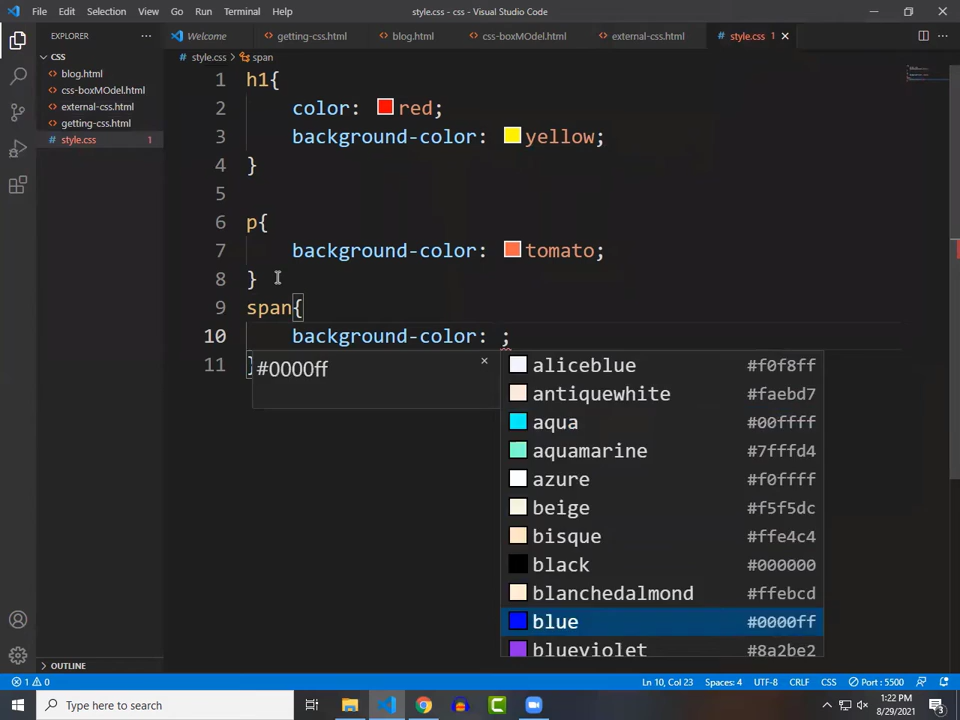 File Edit Selection View Go Run Terminal Help style.css - css - Visual Studio Code
EXPLORER ··· Welcome getting-css.html blog.html css-boxMOdel.html external-css.html # style.css 1
CSS
blog.html
css-boxMOdel.html
external-css.html
getting-css.html
# style.css 1
# style.css > span
1 h1{
2 color: red;
3 background-color: yellow;
4 }
5
6 p{
7 background-color: tomato;
8 }
9 span{
10 background-color: ;
11 }
#0000ff
aliceblue #f0f8ff
antiquewhite #faebd7
aqua #00ffff
aquamarine #7fffd4
azure #f0ffff
beige #f5f5dc
bisque #ffe4c4
black #000000
blanchedalmond #ffebcd
blue #0000ff
blueviolet #8a2be2
OUTLINE
1 0 Ln 10, Col 23 Spaces: 4 UTF-8 CRLF CSS Port : 5500
Type here to search
1:22 PM
8/29/2021
3